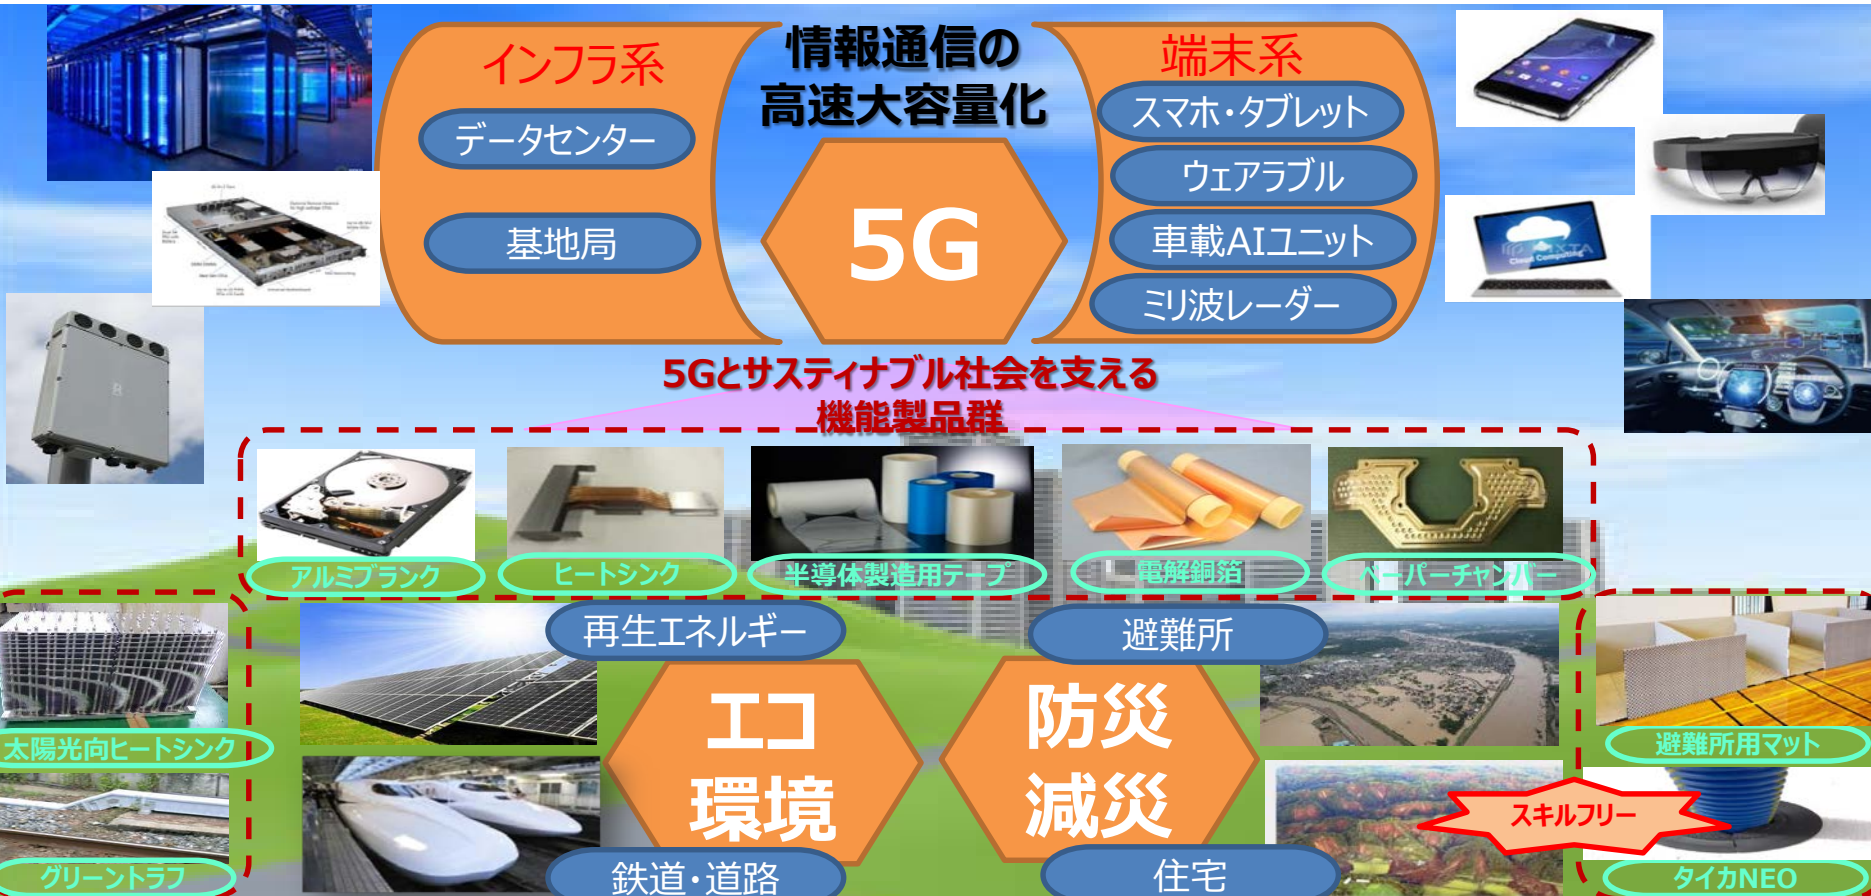 インフラ系
データセンター
基地局
情報通信の
高速大容量化
5G
端末系
スマホ・タブレット
ウェアラブル
車載AIユニット
ミリ波レーダー
Cloud Computing
5Gとサスティナブル社会を支える
機能製品群
アルミブランク
ヒートシンク
半導体製造用テープ
電解銅箔
ベーパーチャンバー
再生エネルギー
避難所
太陽光向ヒートシンク
エコ
環境
防災
減災
避難所用マット
スキルフリー
グリーントラフ
鉄道・道路
住宅
タイカNEO